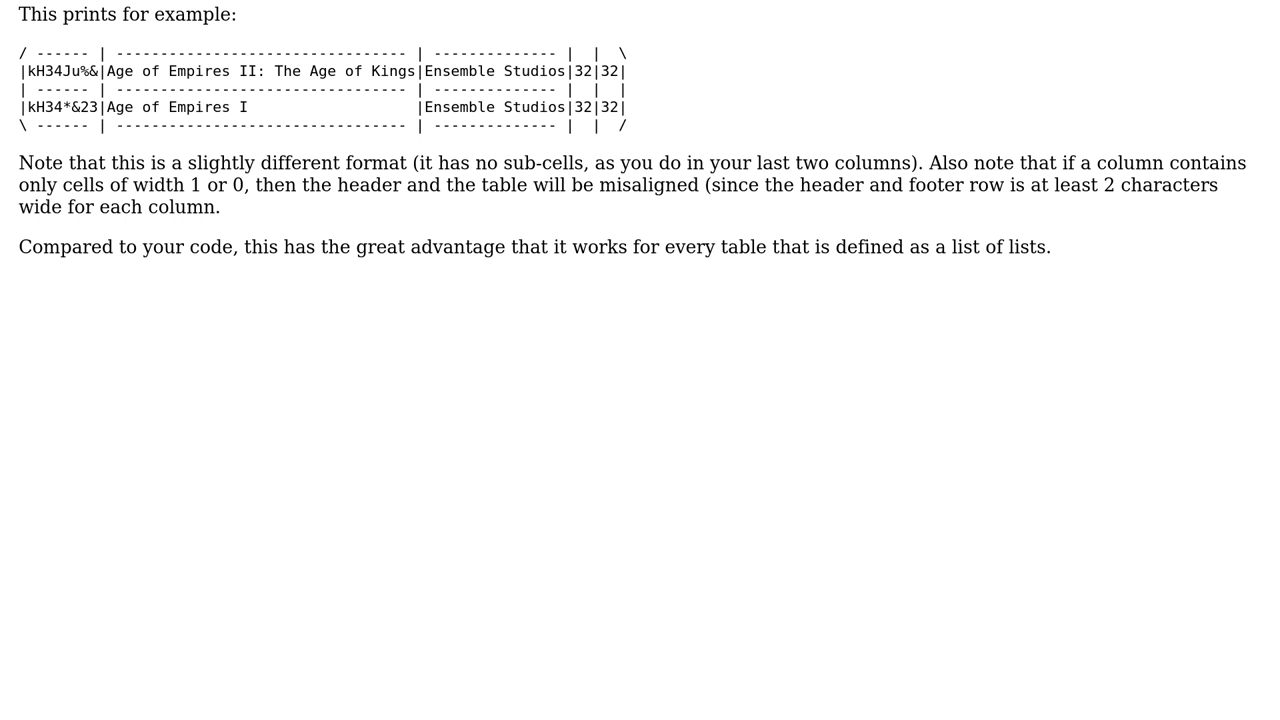 This prints for example:
/ ------ | --------------------------------- | -------------- |  |  \
|kH34Ju%&|Age of Empires II: The Age of Kings|Ensemble Studios|32|32|
| ------ | --------------------------------- | -------------- |  |  |
|kH34*&23|Age of Empires I                   |Ensemble Studios|32|32|
\ ------ | --------------------------------- | -------------- |  |  /
Note that this is a slightly different format (it has no sub-cells, as you do in your last two columns). Also note that if a column contains
only cells of width 1 or 0, then the header and the table will be misaligned (since the header and footer row is at least 2 characters
wide for each column.
Compared to your code, this has the great advantage that it works for every table that is defined as a list of lists.